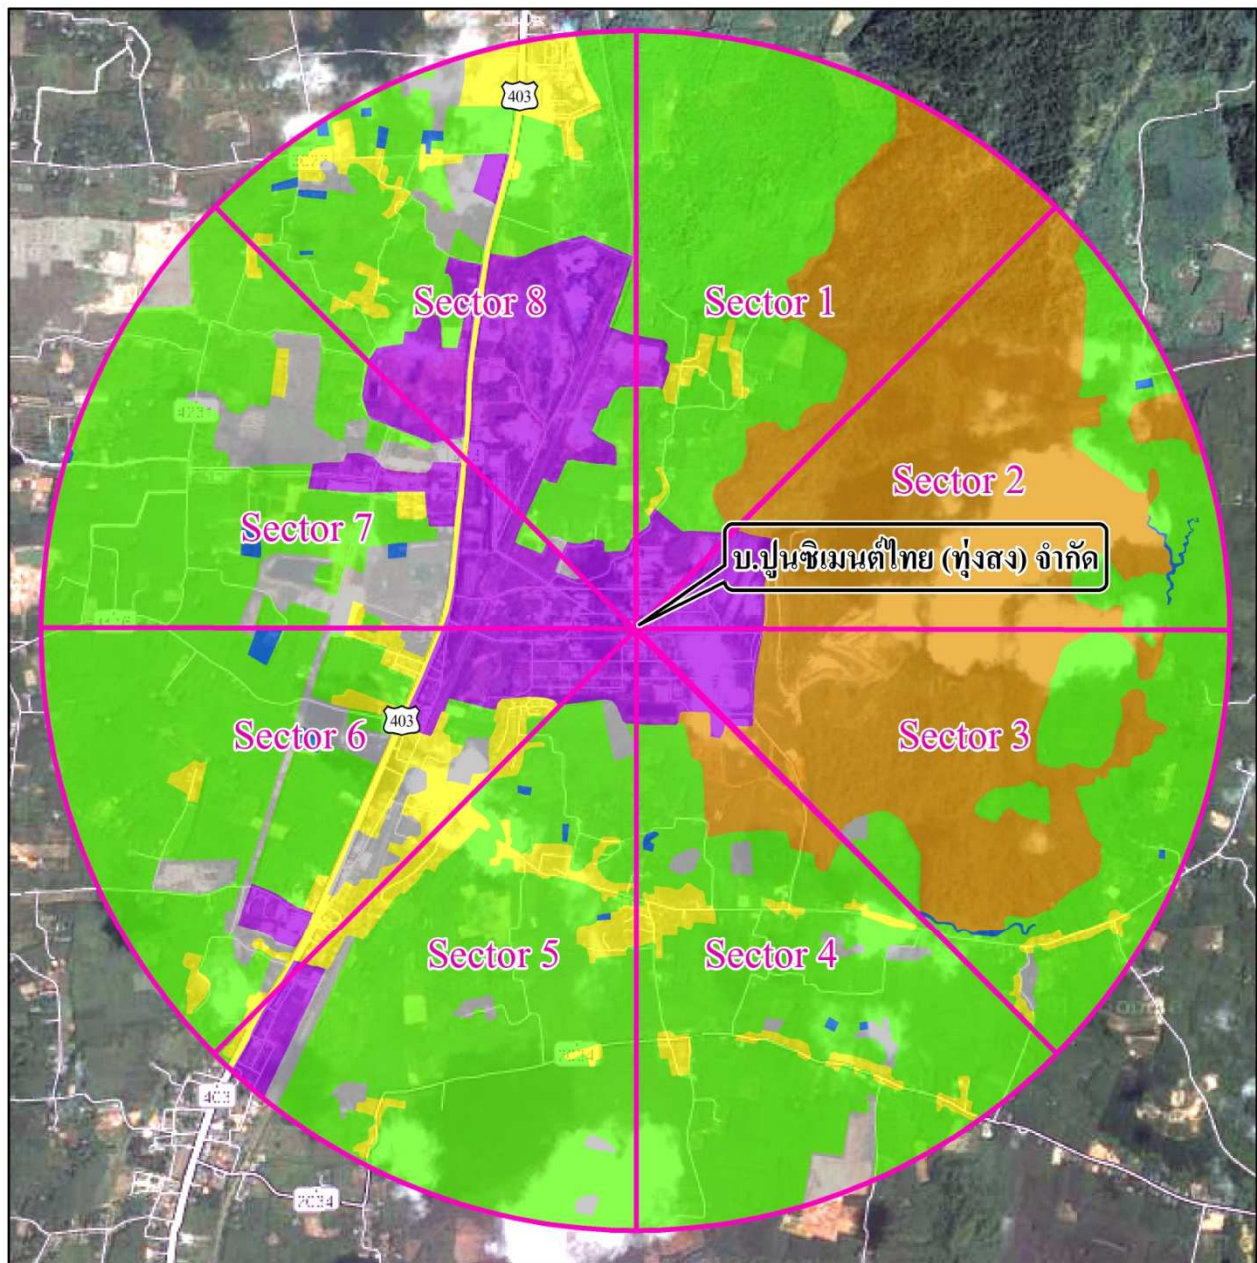 403
Sector 8
Sector 1
Sector 2
Sector 7
บ.ปูนซิเมนต์ไทย (ทุ่งสง) จำกัด
403
Sector 6
Sector 3
Sector 5
Sector 4
403
2034